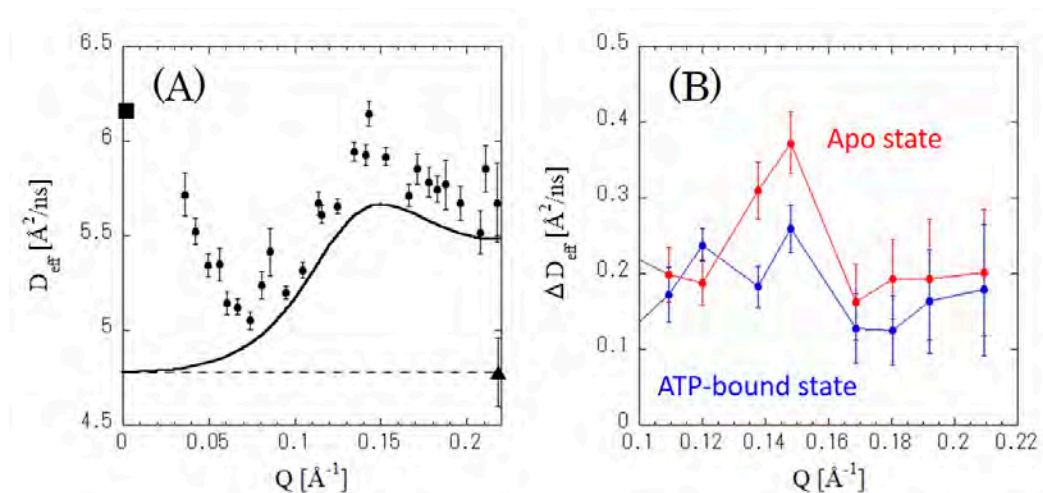 (A)
6.5
6
5.5
5
4.5
D_eff [Å²/ns]
0
0.05
0.1
0.15
0.2
Q [Å⁻¹]
(B)
0.5
0.4
0.3
0.2
0.1
0
Δ D_eff [Å²/ns]
Apo state
ATP-bound state
0.1
0.12
0.14
0.16
0.18
0.2
0.22
Q [Å⁻¹]